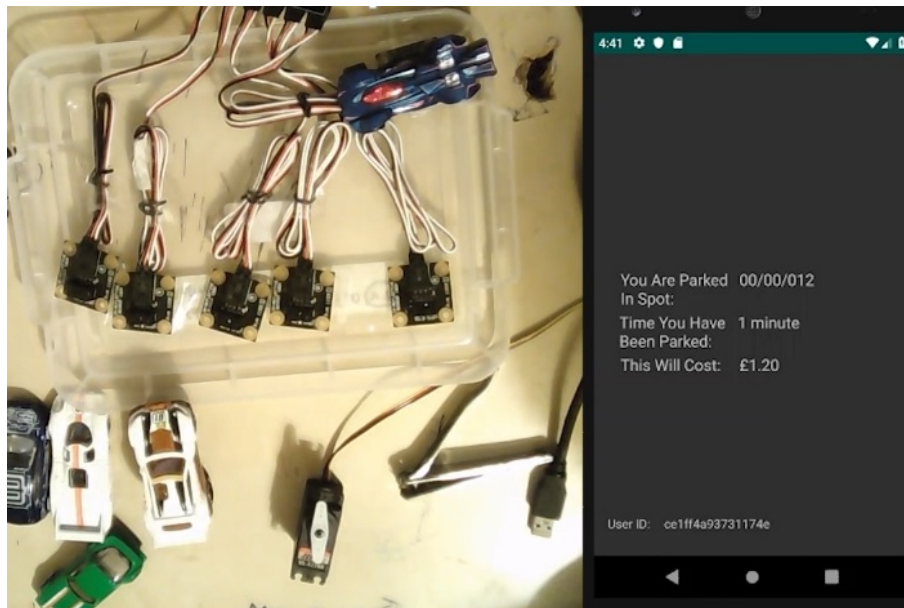 4:41
You Are Parked 00/00/012
In Spot:
Time You Have 1 minute
Been Parked:
This Will Cost: £1.20
User ID: ce1ff4a93731174e